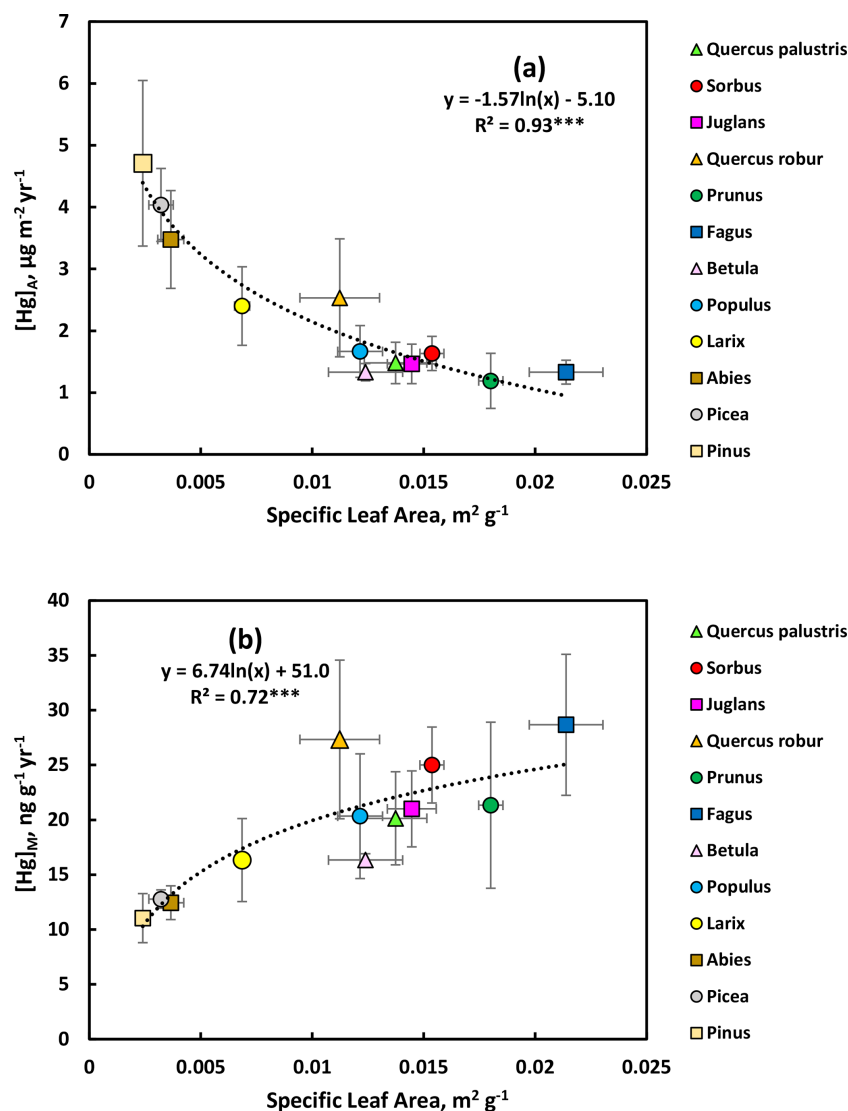 7
6
5
4
3
2
1
0
[Hg]A, µg m-2 yr-1
(a)
y = -1.57ln(x) - 5.10
R² = 0.93***
0 0.005 0.01 0.015 0.02 0.025
Specific Leaf Area, m2 g-1
Quercus palustris
Sorbus
Juglans
Quercus robur
Prunus
Fagus
Betula
Populus
Larix
Abies
Picea
Pinus
40
35
30
25
20
15
10
5
0
[Hg]M, ng g-1 yr-1
(b)
y = 6.74ln(x) + 51.0
R² = 0.72***
0 0.005 0.01 0.015 0.02 0.025
Specific Leaf Area, m2 g-1
Quercus palustris
Sorbus
Juglans
Quercus robur
Prunus
Fagus
Betula
Populus
Larix
Abies
Picea
Pinus